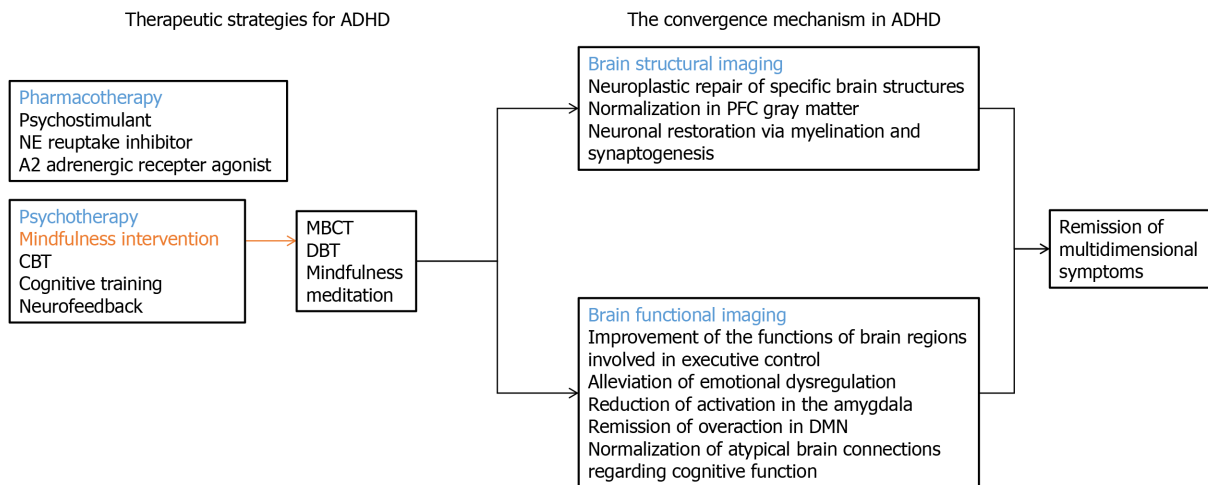 Therapeutic strategies for ADHD
The convergence mechanism in ADHD
Pharmacotherapy
Psychostimulant
NE reuptake inhibitor
A2 adrenergic recepter agonist
Psychotherapy
Mindfulness intervention
CBT
Cognitive training
Neurofeedback
MBCT
DBT
Mindfulness
meditation
Brain structural imaging
Neuroplastic repair of specific brain structures
Normalization in PFC gray matter
Neuronal restoration via myelination and
synaptogenesis
Brain functional imaging
Improvement of the functions of brain regions
involved in executive control
Alleviation of emotional dysregulation
Reduction of activation in the amygdala
Remission of overaction in DMN
Normalization of atypical brain connections
regarding cognitive function
Remission of
multidimensional
symptoms